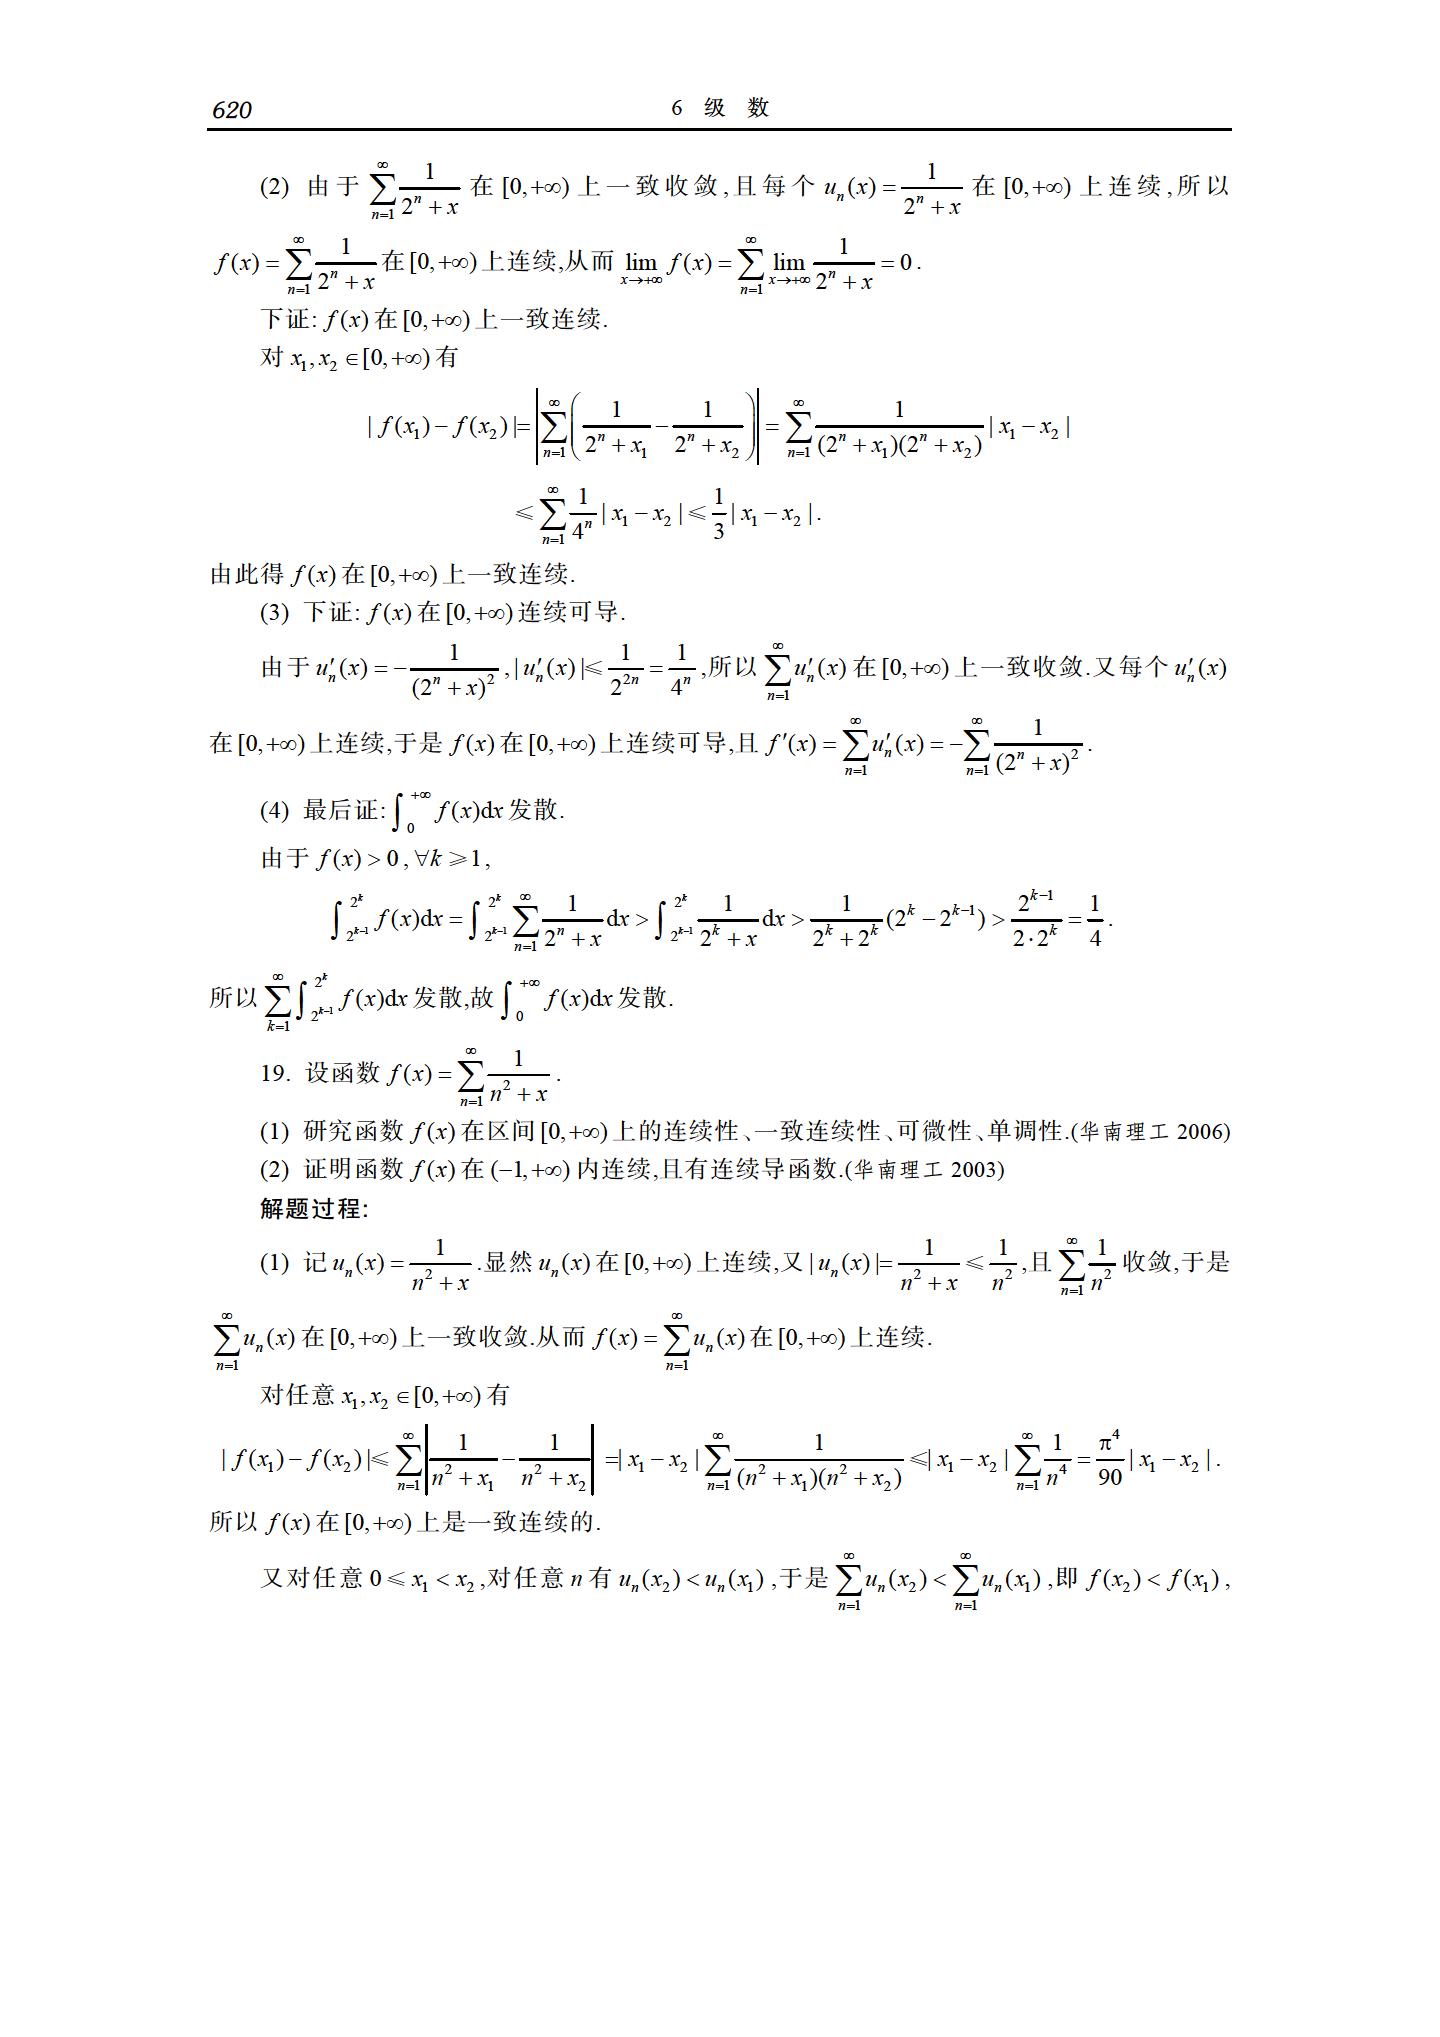 620 6 级 数
(2) 由于 $\sum_{n=1}^{\infty}\frac{1}{2^n+x}$ 在 $[0,+\infty)$ 上一致收敛,且每个 $u_n(x)=\frac{1}{2^n+x}$ 在 $[0,+\infty)$ 上连续,所以
$f(x)=\sum_{n=1}^{\infty}\frac{1}{2^n+x}$ 在 $[0,+\infty)$ 上连续,从而 $\lim_{x\to+\infty}f(x)=\sum_{n=1}^{\infty}\lim_{x\to+\infty}\frac{1}{2^n+x}=0$.
下证: $f(x)$ 在 $[0,+\infty)$ 上一致连续.
对 $x_1,x_2\in[0,+\infty)$ 有
$|f(x_1)-f(x_2)|=\left|\sum_{n=1}^{\infty}\left(\frac{1}{2^n+x_1}-\frac{1}{2^n+x_2}\right)\right|=\sum_{n=1}^{\infty}\frac{1}{(2^n+x_1)(2^n+x_2)}|x_1-x_2|$
$\leqslant\sum_{n=1}^{\infty}\frac{1}{4^n}|x_1-x_2|\leqslant\frac{1}{3}|x_1-x_2|$.
由此得 $f(x)$ 在 $[0,+\infty)$ 上一致连续.
(3) 下证: $f(x)$ 在 $[0,+\infty)$ 连续可导.
由于 $u_n'(x)=-\frac{1}{(2^n+x)^2},|u_n'(x)|\leqslant\frac{1}{2^{2n}}=\frac{1}{4^n}$,所以 $\sum_{n=1}^{\infty}u_n'(x)$ 在 $[0,+\infty)$ 上一致收敛.又每个 $u_n'(x)$
在 $[0,+\infty)$ 上连续,于是 $f(x)$ 在 $[0,+\infty)$ 上连续可导,且 $f'(x)=\sum_{n=1}^{\infty}u_n'(x)=-\sum_{n=1}^{\infty}\frac{1}{(2^n+x)^2}$.
(4) 最后证: $\int_0^{+\infty}f(x)\mathrm{d}x$ 发散.
由于 $f(x)>0,\forall k\geqslant1$,
$\int_{2^{k-1}}^{2^k}f(x)\mathrm{d}x=\int_{2^{k-1}}^{2^k}\sum_{n=1}^{\infty}\frac{1}{2^n+x}\mathrm{d}x>\int_{2^{k-1}}^{2^k}\frac{1}{2^k+x}\mathrm{d}x>\frac{1}{2^k+2^k}(2^k-2^{k-1})>\frac{2^{k-1}}{2\cdot2^k}=\frac{1}{4}$.
所以 $\sum_{k=1}^{\infty}\int_{2^{k-1}}^{2^k}f(x)\mathrm{d}x$ 发散,故 $\int_0^{+\infty}f(x)\mathrm{d}x$ 发散.
19. 设函数 $f(x)=\sum_{n=1}^{\infty}\frac{1}{n^2+x}$.
(1) 研究函数 $f(x)$ 在区间 $[0,+\infty)$ 上的连续性、一致连续性、可微性、单调性.(华南理工 2006)
(2) 证明函数 $f(x)$ 在 $(-1,+\infty)$ 内连续,且有连续导函数.(华南理工 2003)
解题过程:
(1) 记 $u_n(x)=\frac{1}{n^2+x}$.显然 $u_n(x)$ 在 $[0,+\infty)$ 上连续,又 $|u_n(x)|=\frac{1}{n^2+x}\leqslant\frac{1}{n^2}$,且 $\sum_{n=1}^{\infty}\frac{1}{n^2}$ 收敛,于是
$\sum_{n=1}^{\infty}u_n(x)$ 在 $[0,+\infty)$ 上一致收敛.从而 $f(x)=\sum_{n=1}^{\infty}u_n(x)$ 在 $[0,+\infty)$ 上连续.
对任意 $x_1,x_2\in[0,+\infty)$ 有
$|f(x_1)-f(x_2)|\leqslant\sum_{n=1}^{\infty}\left|\frac{1}{n^2+x_1}-\frac{1}{n^2+x_2}\right|=|x_1-x_2|\sum_{n=1}^{\infty}\frac{1}{(n^2+x_1)(n^2+x_2)}\leqslant|x_1-x_2|\sum_{n=1}^{\infty}\frac{1}{n^4}=\frac{\pi^4}{90}|x_1-x_2|$.
所以 $f(x)$ 在 $[0,+\infty)$ 上是一致连续的.
又对任意 $0\leqslant x_1<x_2$,对任意 $n$ 有 $u_n(x_2)<u_n(x_1)$,于是 $\sum_{n=1}^{\infty}u_n(x_2)<\sum_{n=1}^{\infty}u_n(x_1)$,即 $f(x_2)<f(x_1)$,